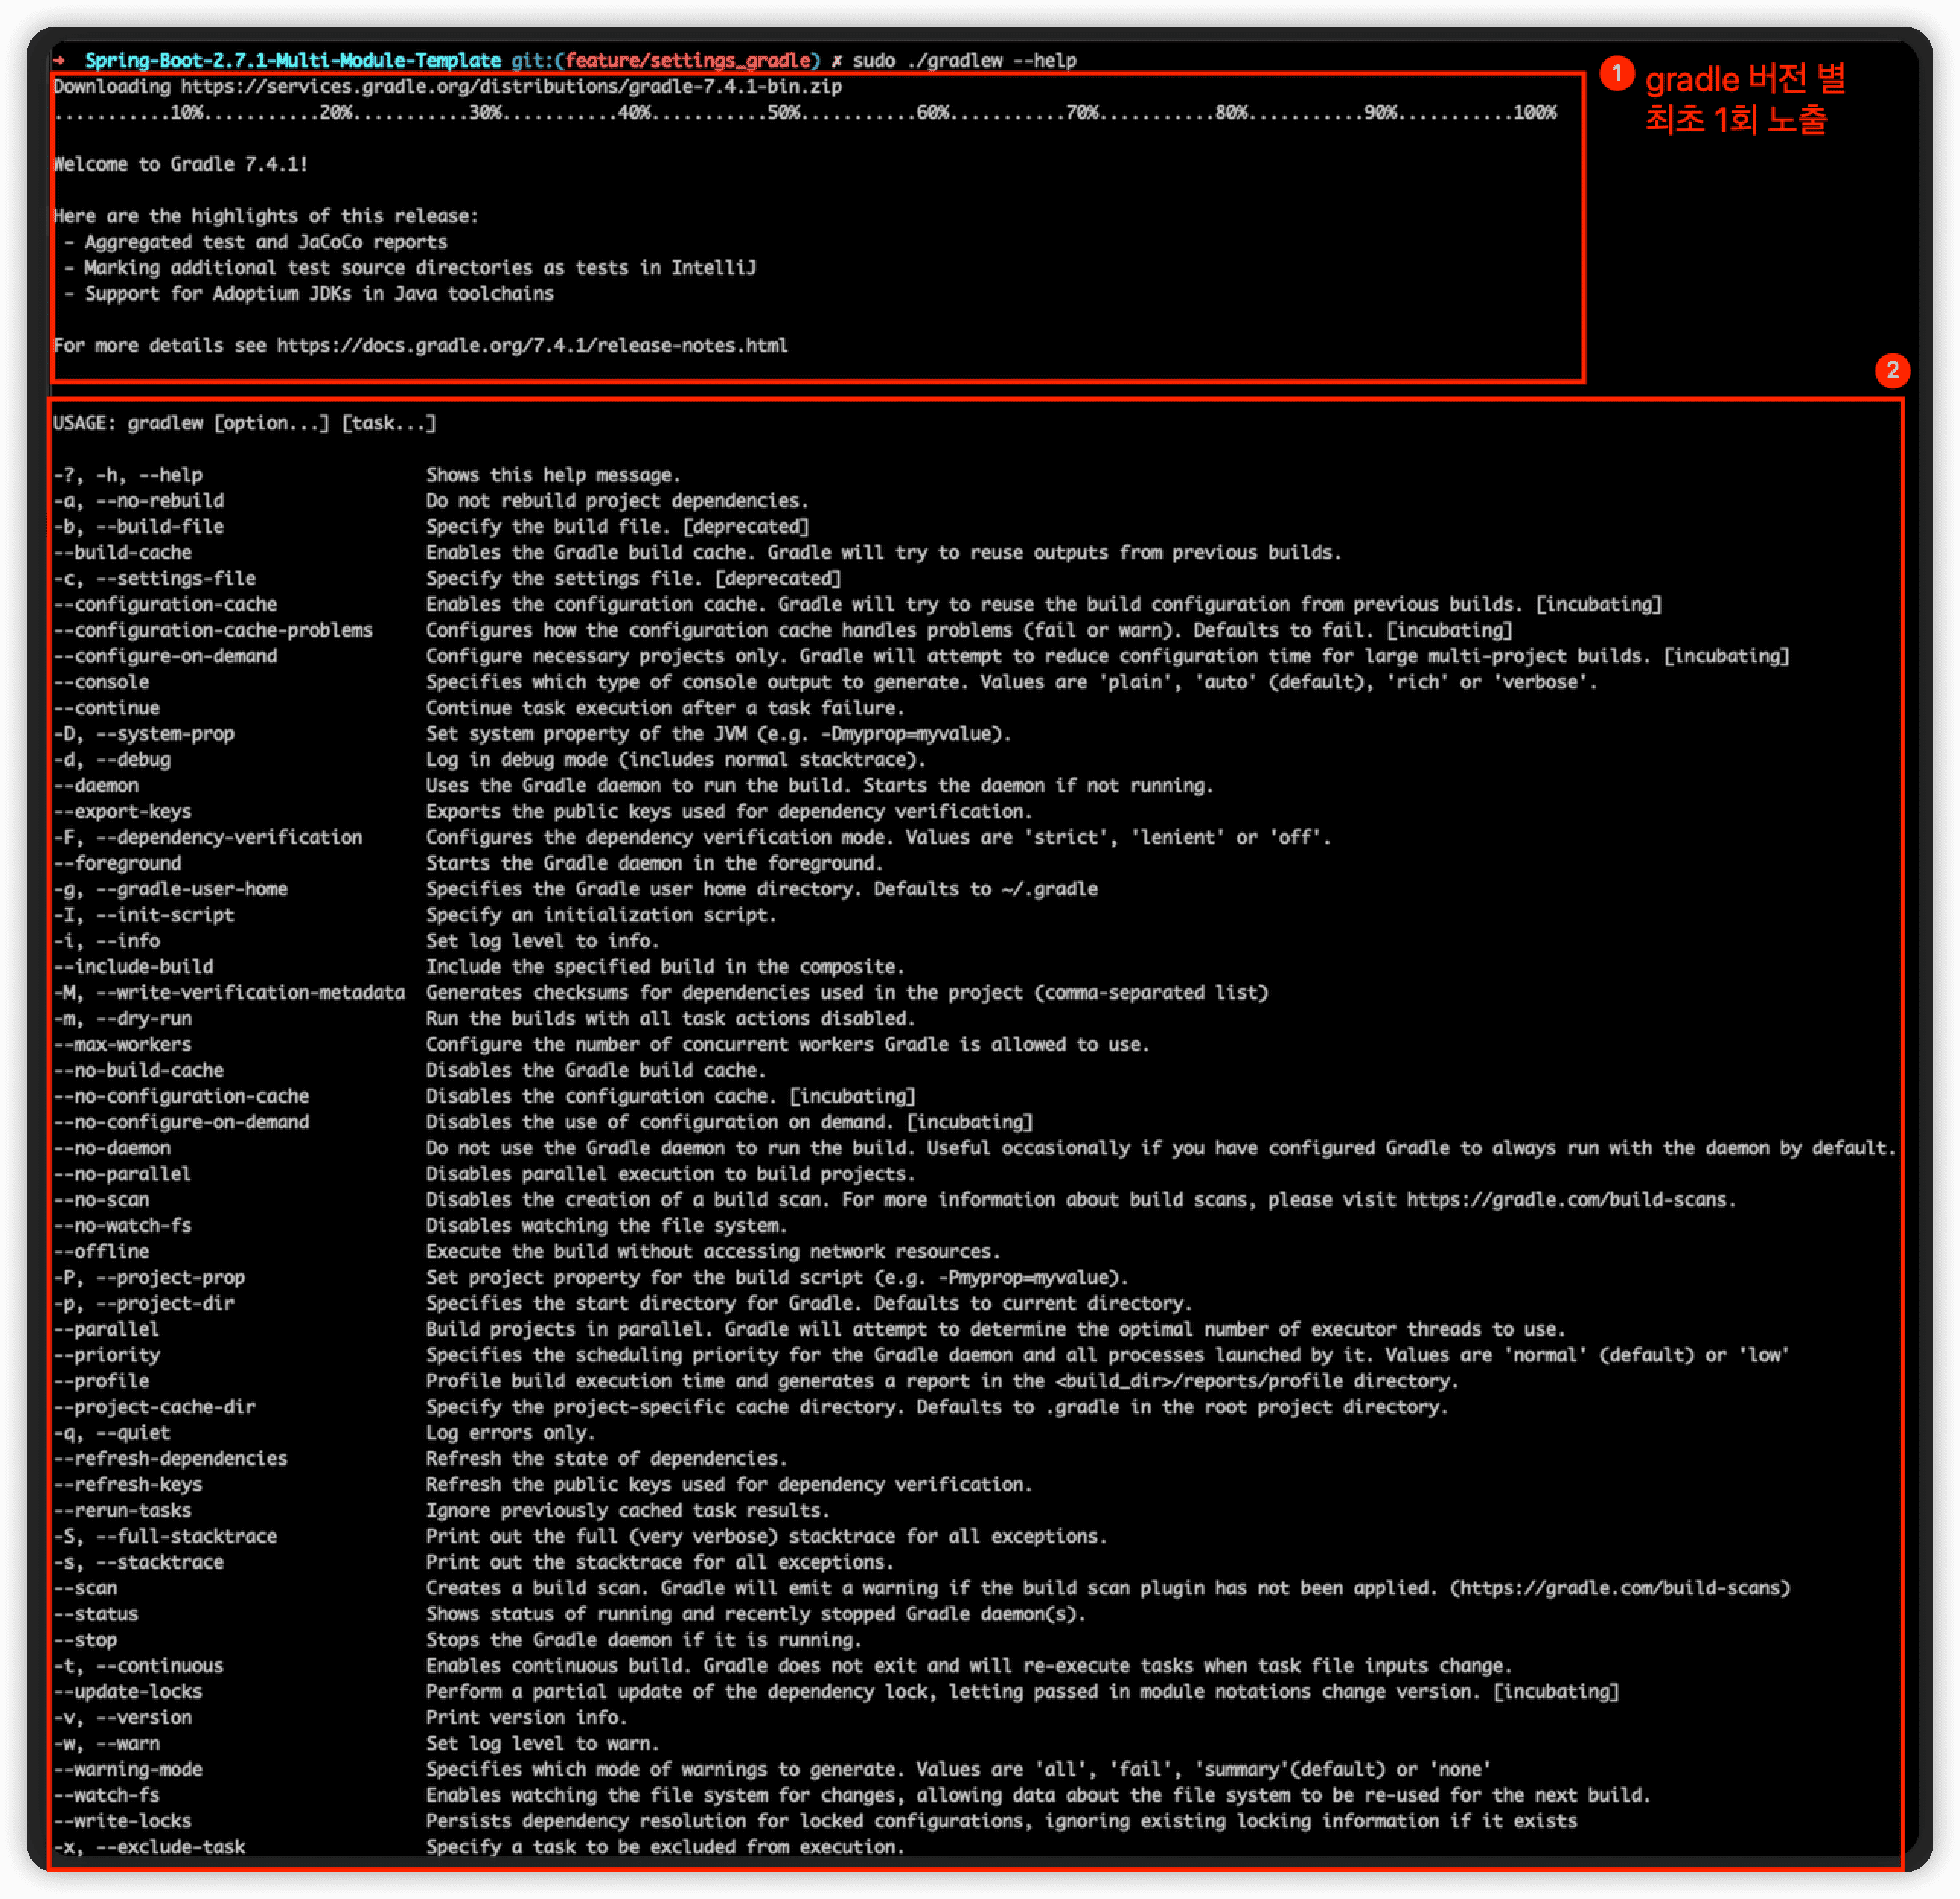 → Spring-Boot-2.7.1-Multi-Module-Template git:(feature/settings_gradle) ✗ sudo ./gradlew --help
Downloading https://services.gradle.org/distributions/gradle-7.4.1-bin.zip
...........10%...........20%...........30%...........40%...........50%...........60%...........70%...........80%...........90%...........100%
1 gradle 버전 별
최초 1회 노출
Welcome to Gradle 7.4.1!
Here are the highlights of this release:
- Aggregated test and JaCoCo reports
- Marking additional test source directories as tests in IntelliJ
- Support for Adoptium JDKs in Java toolchains
For more details see https://docs.gradle.org/7.4.1/release-notes.html
2
USAGE: gradlew [option...] [task...]
-?, -h, --help Shows this help message.
-a, --no-rebuild Do not rebuild project dependencies.
-b, --build-file Specify the build file. [deprecated]
--build-cache Enables the Gradle build cache. Gradle will try to reuse outputs from previous builds.
-c, --settings-file Specify the settings file. [deprecated]
--configuration-cache Enables the configuration cache. Gradle will try to reuse the build configuration from previous builds. [incubating]
--configuration-cache-problems Configures how the configuration cache handles problems (fail or warn). Defaults to fail. [incubating]
--configure-on-demand Configure necessary projects only. Gradle will attempt to reduce configuration time for large multi-project builds. [incubating]
--console Specifies which type of console output to generate. Values are 'plain', 'auto' (default), 'rich' or 'verbose'.
--continue Continue task execution after a task failure.
-D, --system-prop Set system property of the JVM (e.g. -Dmyprop=myvalue).
-d, --debug Log in debug mode (includes normal stacktrace).
--daemon Uses the Gradle daemon to run the build. Starts the daemon if not running.
--export-keys Exports the public keys used for dependency verification.
-F, --dependency-verification Configures the dependency verification mode. Values are 'strict', 'lenient' or 'off'.
--foreground Starts the Gradle daemon in the foreground.
-g, --gradle-user-home Specifies the Gradle user home directory. Defaults to ~/.gradle
-I, --init-script Specify an initialization script.
-i, --info Set log level to info.
--include-build Include the specified build in the composite.
-M, --write-verification-metadata Generates checksums for dependencies used in the project (comma-separated list)
-m, --dry-run Run the builds with all task actions disabled.
--max-workers Configure the number of concurrent workers Gradle is allowed to use.
--no-build-cache Disables the Gradle build cache.
--no-configuration-cache Disables the configuration cache. [incubating]
--no-configure-on-demand Disables the use of configuration on demand. [incubating]
--no-daemon Do not use the Gradle daemon to run the build. Useful occasionally if you have configured Gradle to always run with the daemon by default.
--no-parallel Disables parallel execution to build projects.
--no-scan Disables the creation of a build scan. For more information about build scans, please visit https://gradle.com/build-scans.
--no-watch-fs Disables watching the file system.
--offline Execute the build without accessing network resources.
-P, --project-prop Set project property for the build script (e.g. -Pmyprop=myvalue).
-p, --project-dir Specifies the start directory for Gradle. Defaults to current directory.
--parallel Build projects in parallel. Gradle will attempt to determine the optimal number of executor threads to use.
--priority Specifies the scheduling priority for the Gradle daemon and all processes launched by it. Values are 'normal' (default) or 'low'
--profile Profile build execution time and generates a report in the <build_dir>/reports/profile directory.
--project-cache-dir Specify the project-specific cache directory. Defaults to .gradle in the root project directory.
-q, --quiet Log errors only.
--refresh-dependencies Refresh the state of dependencies.
--refresh-keys Refresh the public keys used for dependency verification.
--rerun-tasks Ignore previously cached task results.
-S, --full-stacktrace Print out the full (very verbose) stacktrace for all exceptions.
-s, --stacktrace Print out the stacktrace for all exceptions.
--scan Creates a build scan. Gradle will emit a warning if the build scan plugin has not been applied. (https://gradle.com/build-scans)
--status Shows status of running and recently stopped Gradle daemon(s).
--stop Stops the Gradle daemon if it is running.
-t, --continuous Enables continuous build. Gradle does not exit and will re-execute tasks when task file inputs change.
--update-locks Perform a partial update of the dependency lock, letting passed in module notations change version. [incubating]
-v, --version Print version info.
-w, --warn Set log level to warn.
--warning-mode Specifies which mode of warnings to generate. Values are 'all', 'fail', 'summary'(default) or 'none'
--watch-fs Enables watching the file system for changes, allowing data about the file system to be re-used for the next build.
--write-locks Persists dependency resolution for locked configurations, ignoring existing locking information if it exists
-x, --exclude-task Specify a task to be excluded from execution.